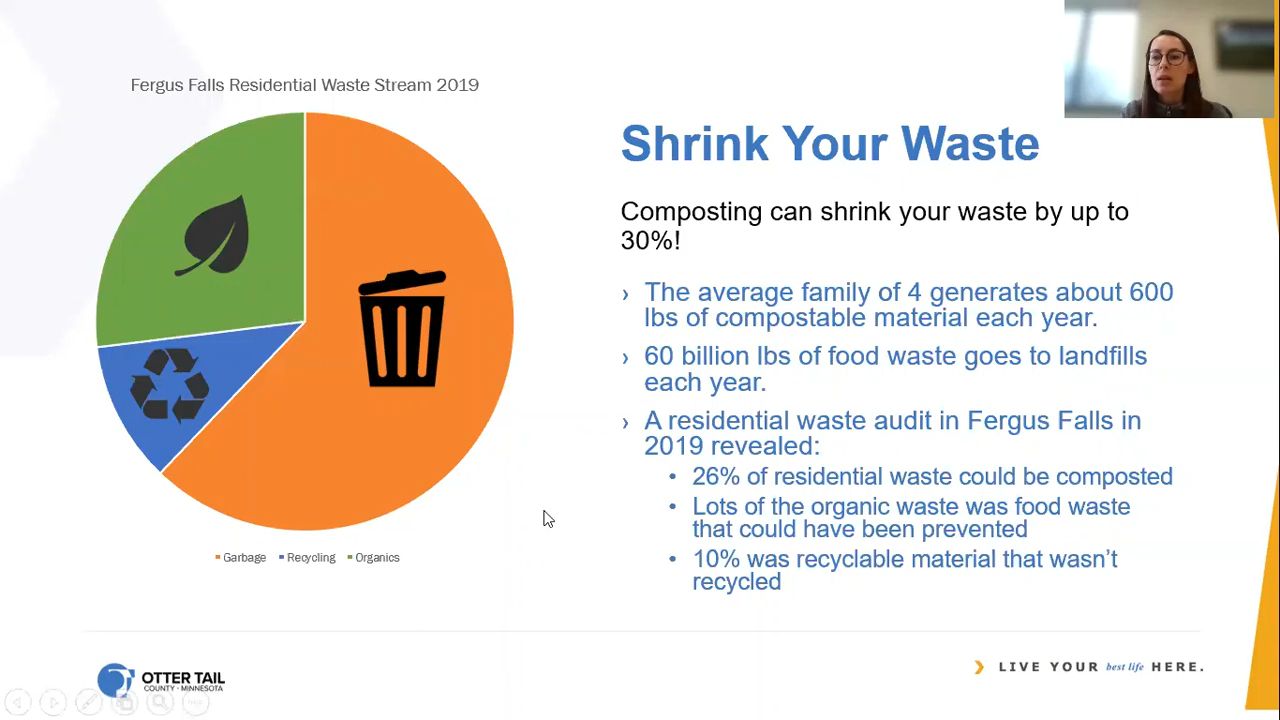 Fergus Falls Residential Waste Stream 2019
Garbage Recycling Organics
Shrink Your Waste
Composting can shrink your waste by up to
30%!
› The average family of 4 generates about 600
lbs of compostable material each year.
› 60 billion lbs of food waste goes to landfills
each year.
› A residential waste audit in Fergus Falls in
2019 revealed:
• 26% of residential waste could be composted
• Lots of the organic waste was food waste
that could have been prevented
• 10% was recyclable material that wasn’t
recycled
OTTER TAIL
COUNTY • MINNESOTA
LIVE YOUR best life HERE.